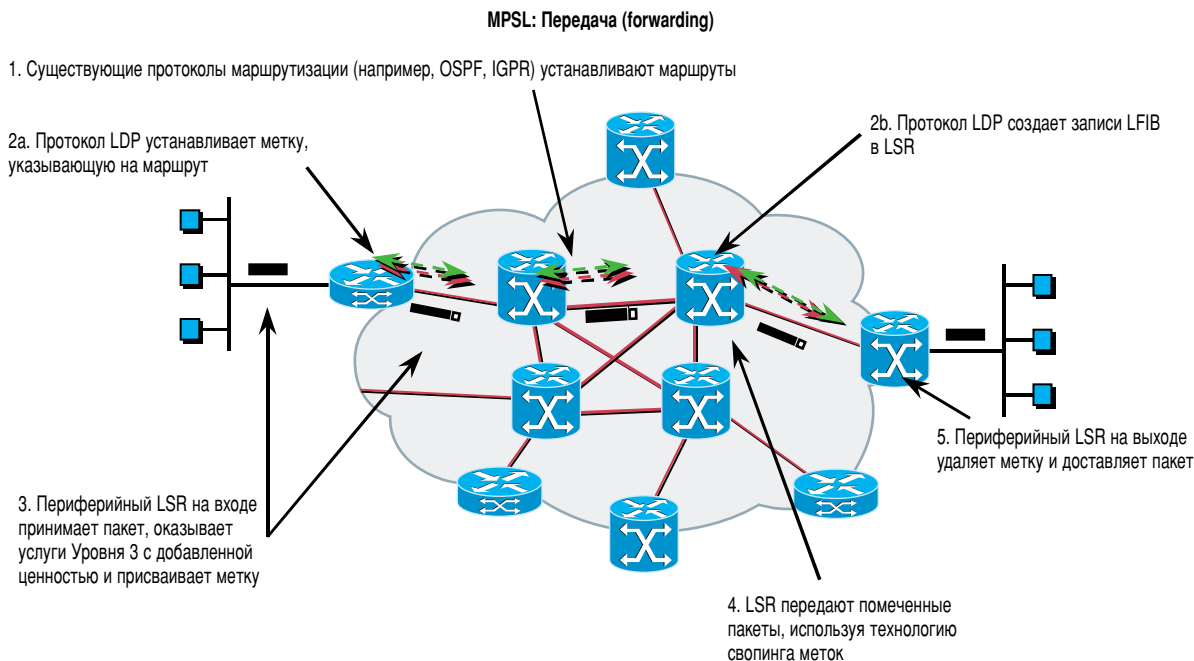 MPSL: Передача (forwarding)
1. Существующие протоколы маршрутизации (например, OSPF, IGPR) устанавливают маршруты
2a. Протокол LDP устанавливает метку,
указывающую на маршрут
2b. Протокол LDP создает записи LFIB
в LSR
3. Периферийный LSR на входе
принимает пакет, оказывает
услуги Уровня 3 с добавленной
ценностью и присваивает метку
4. LSR передают помеченные
пакеты, используя технологию
свопинга меток
5. Периферийный LSR на выходе
удаляет метку и доставляет пакет